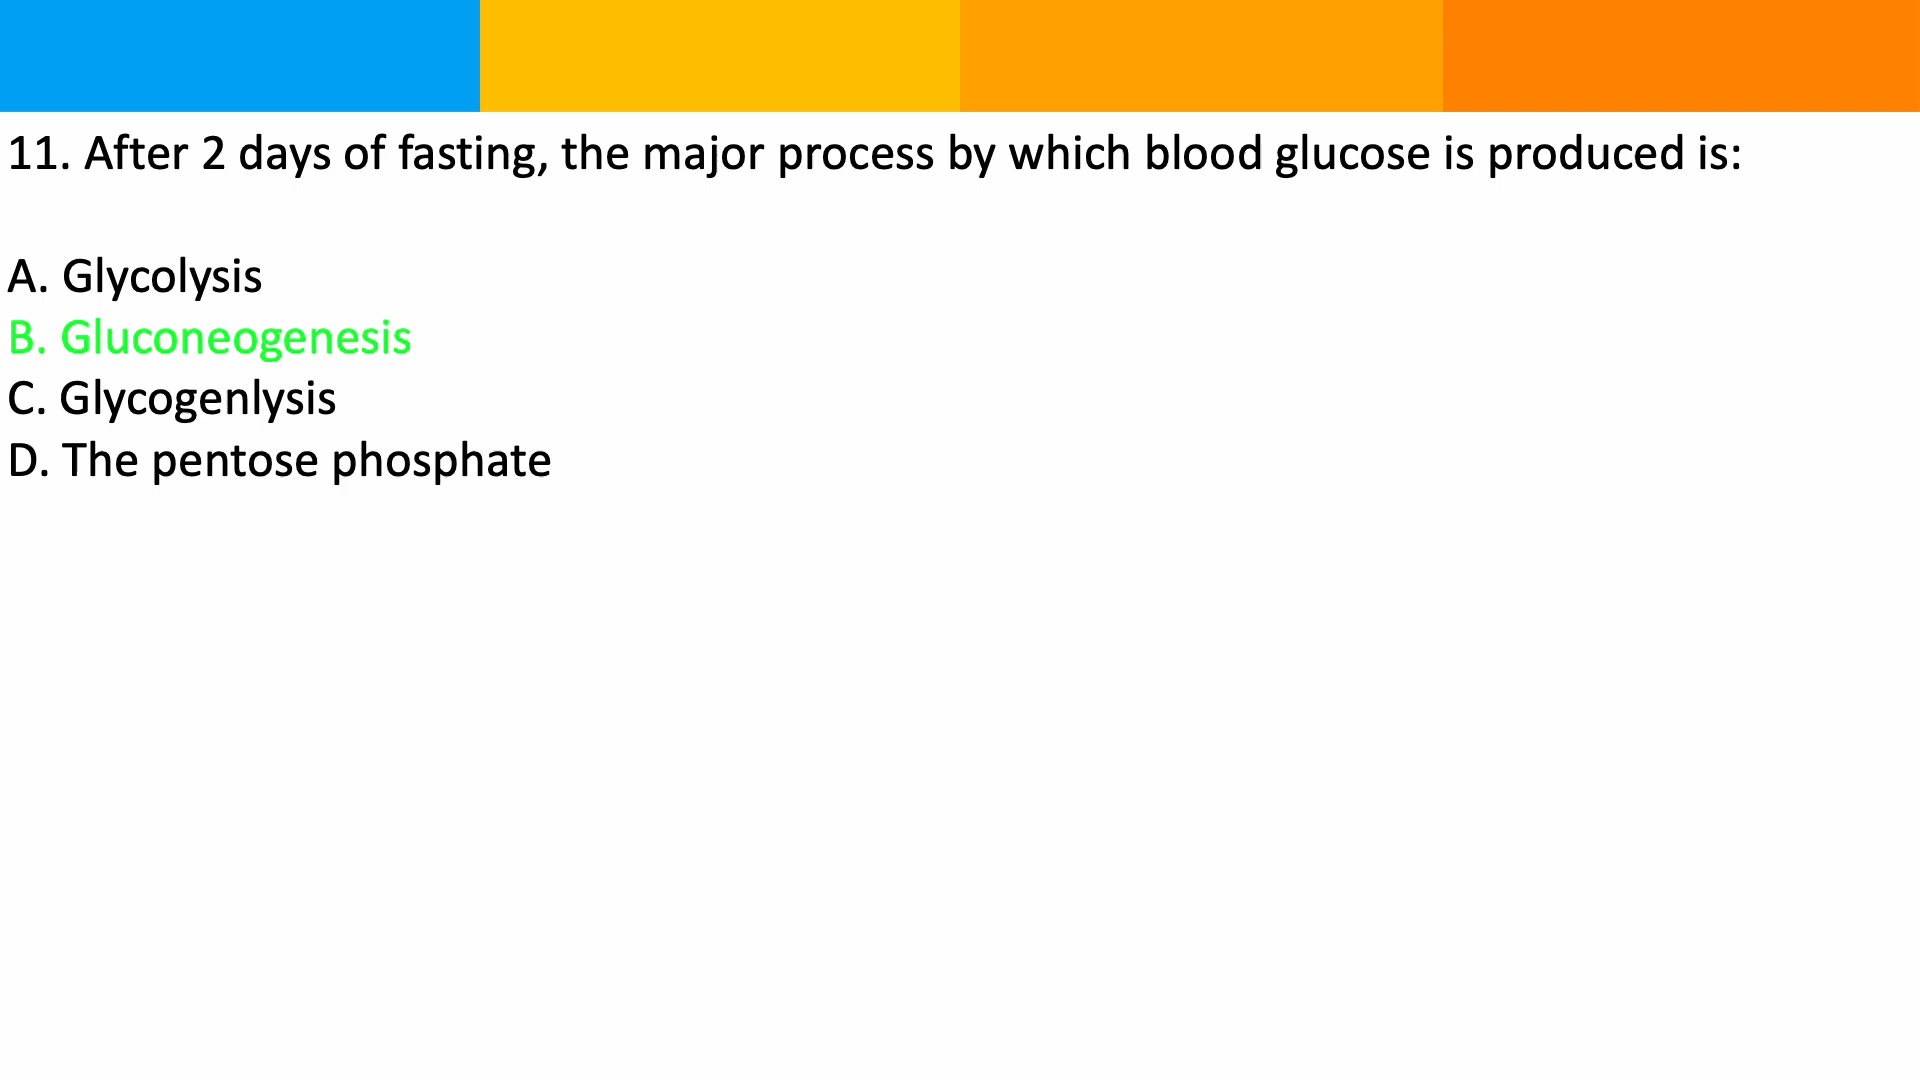 11. After 2 days of fasting, the major process by which blood glucose is produced is:
A. Glycolysis
B. Gluconeogenesis
C. Glycogenlysis
D. The pentose phosphate